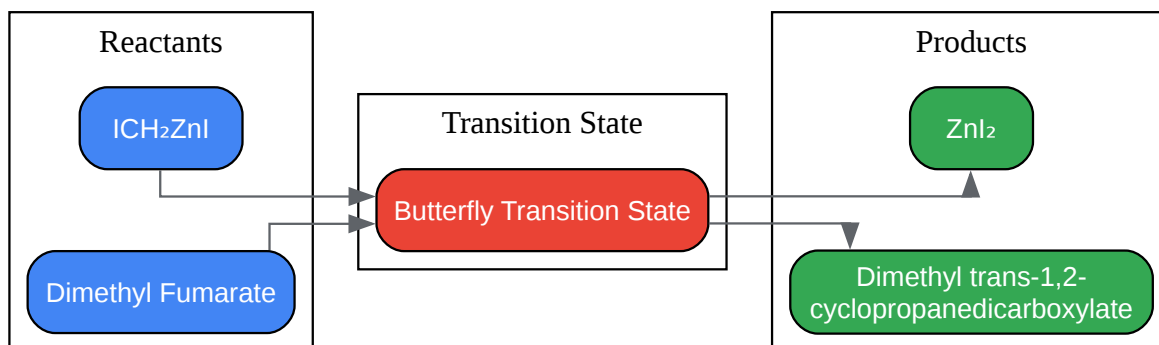 Reactants
ICH₂ZnI
Dimethyl Fumarate
Transition State
Butterfly Transition State
Products
ZnI₂
Dimethyl trans-1,2-
cyclopropanedicarboxylate